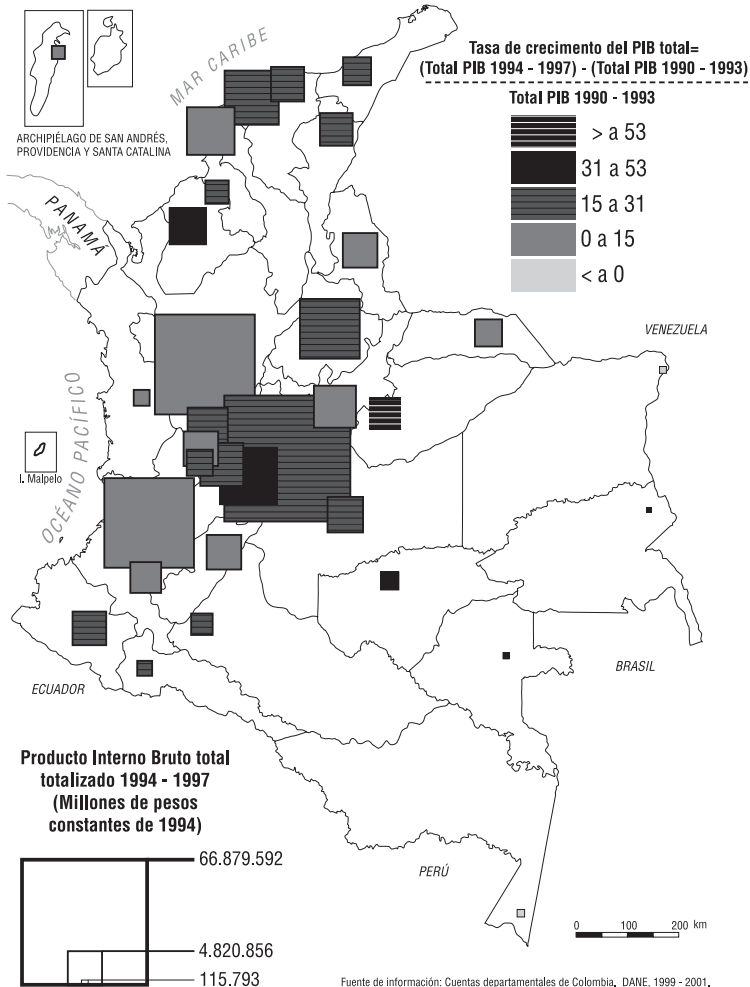 MAR CARIBE
ARCHIPIÉLAGO DE SAN ANDRÉS,
PROVIDENCIA Y SANTA CATALINA
Tasa de crecimento del PIB total=
(Total PIB 1994 - 1997) - (Total PIB 1990 - 1993)
Total PIB 1990 - 1993
> a 53
31 a 53
15 a 31
0 a 15
< a 0
PANAMÁ
VENEZUELA
OCÉANO PACÍFICO
I. Malpelo
ECUADOR
BRASIL
PERÚ
Producto Interno Bruto total
totalizado 1994 - 1997
(Millones de pesos
constantes de 1994)
66.879.592
4.820.856
115.793
0 100 200 km
Fuente de información: Cuentas departamentales de Colombia, DANE, 1999 - 2001.